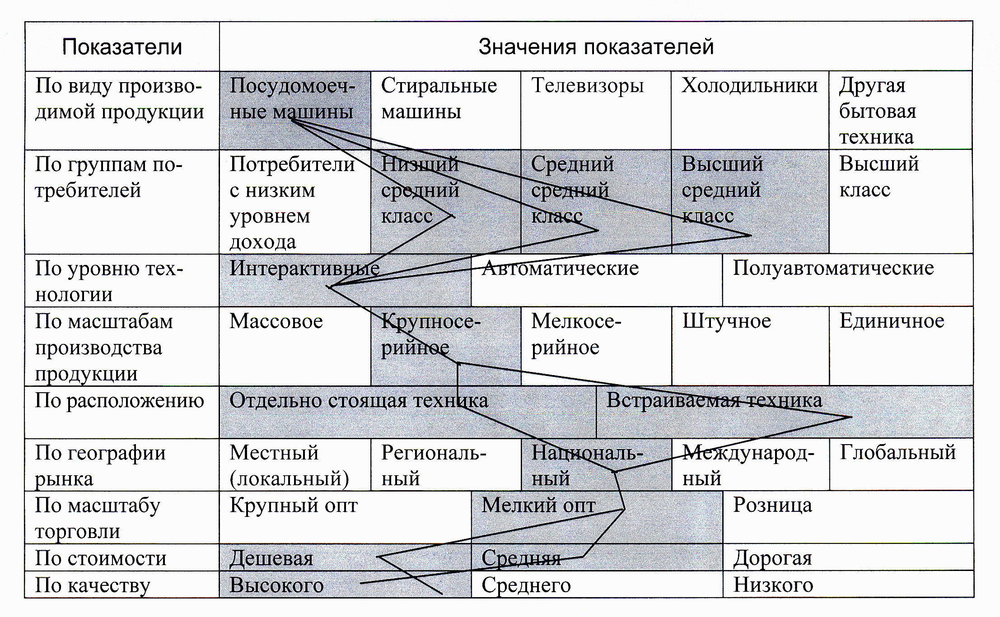 Показатели
Значения показателей
По виду произво-
димой продукции
Посудомоеч-
ные машины
Стиральные
машины
Телевизоры
Холодильники
Другая
бытовая
техника
По группам по-
требителей
Потребители
с низким
уровнем
дохода
Низший
средний
класс
Средний
средний
класс
Высший
средний
класс
Высший
класс
По уровню тех-
нологии
Интерактивные
Автоматические
Полуавтоматические
По масштабам
производства
продукции
Массовое
Крупносе-
рийное
Мелкосе-
рийное
Штучное
Единичное
По расположению
Отдельно стоящая техника
Встраиваемая техника
По географии
рынка
Местный
(локальный)
Региональ-
ный
Националь-
ный
Международ-
ный
Глобальный
По масштабу
торговли
Крупный опт
Мелкий опт
Розница
По стоимости
Дешевая
Средняя
Дорогая
По качеству
Высокого
Среднего
Низкого